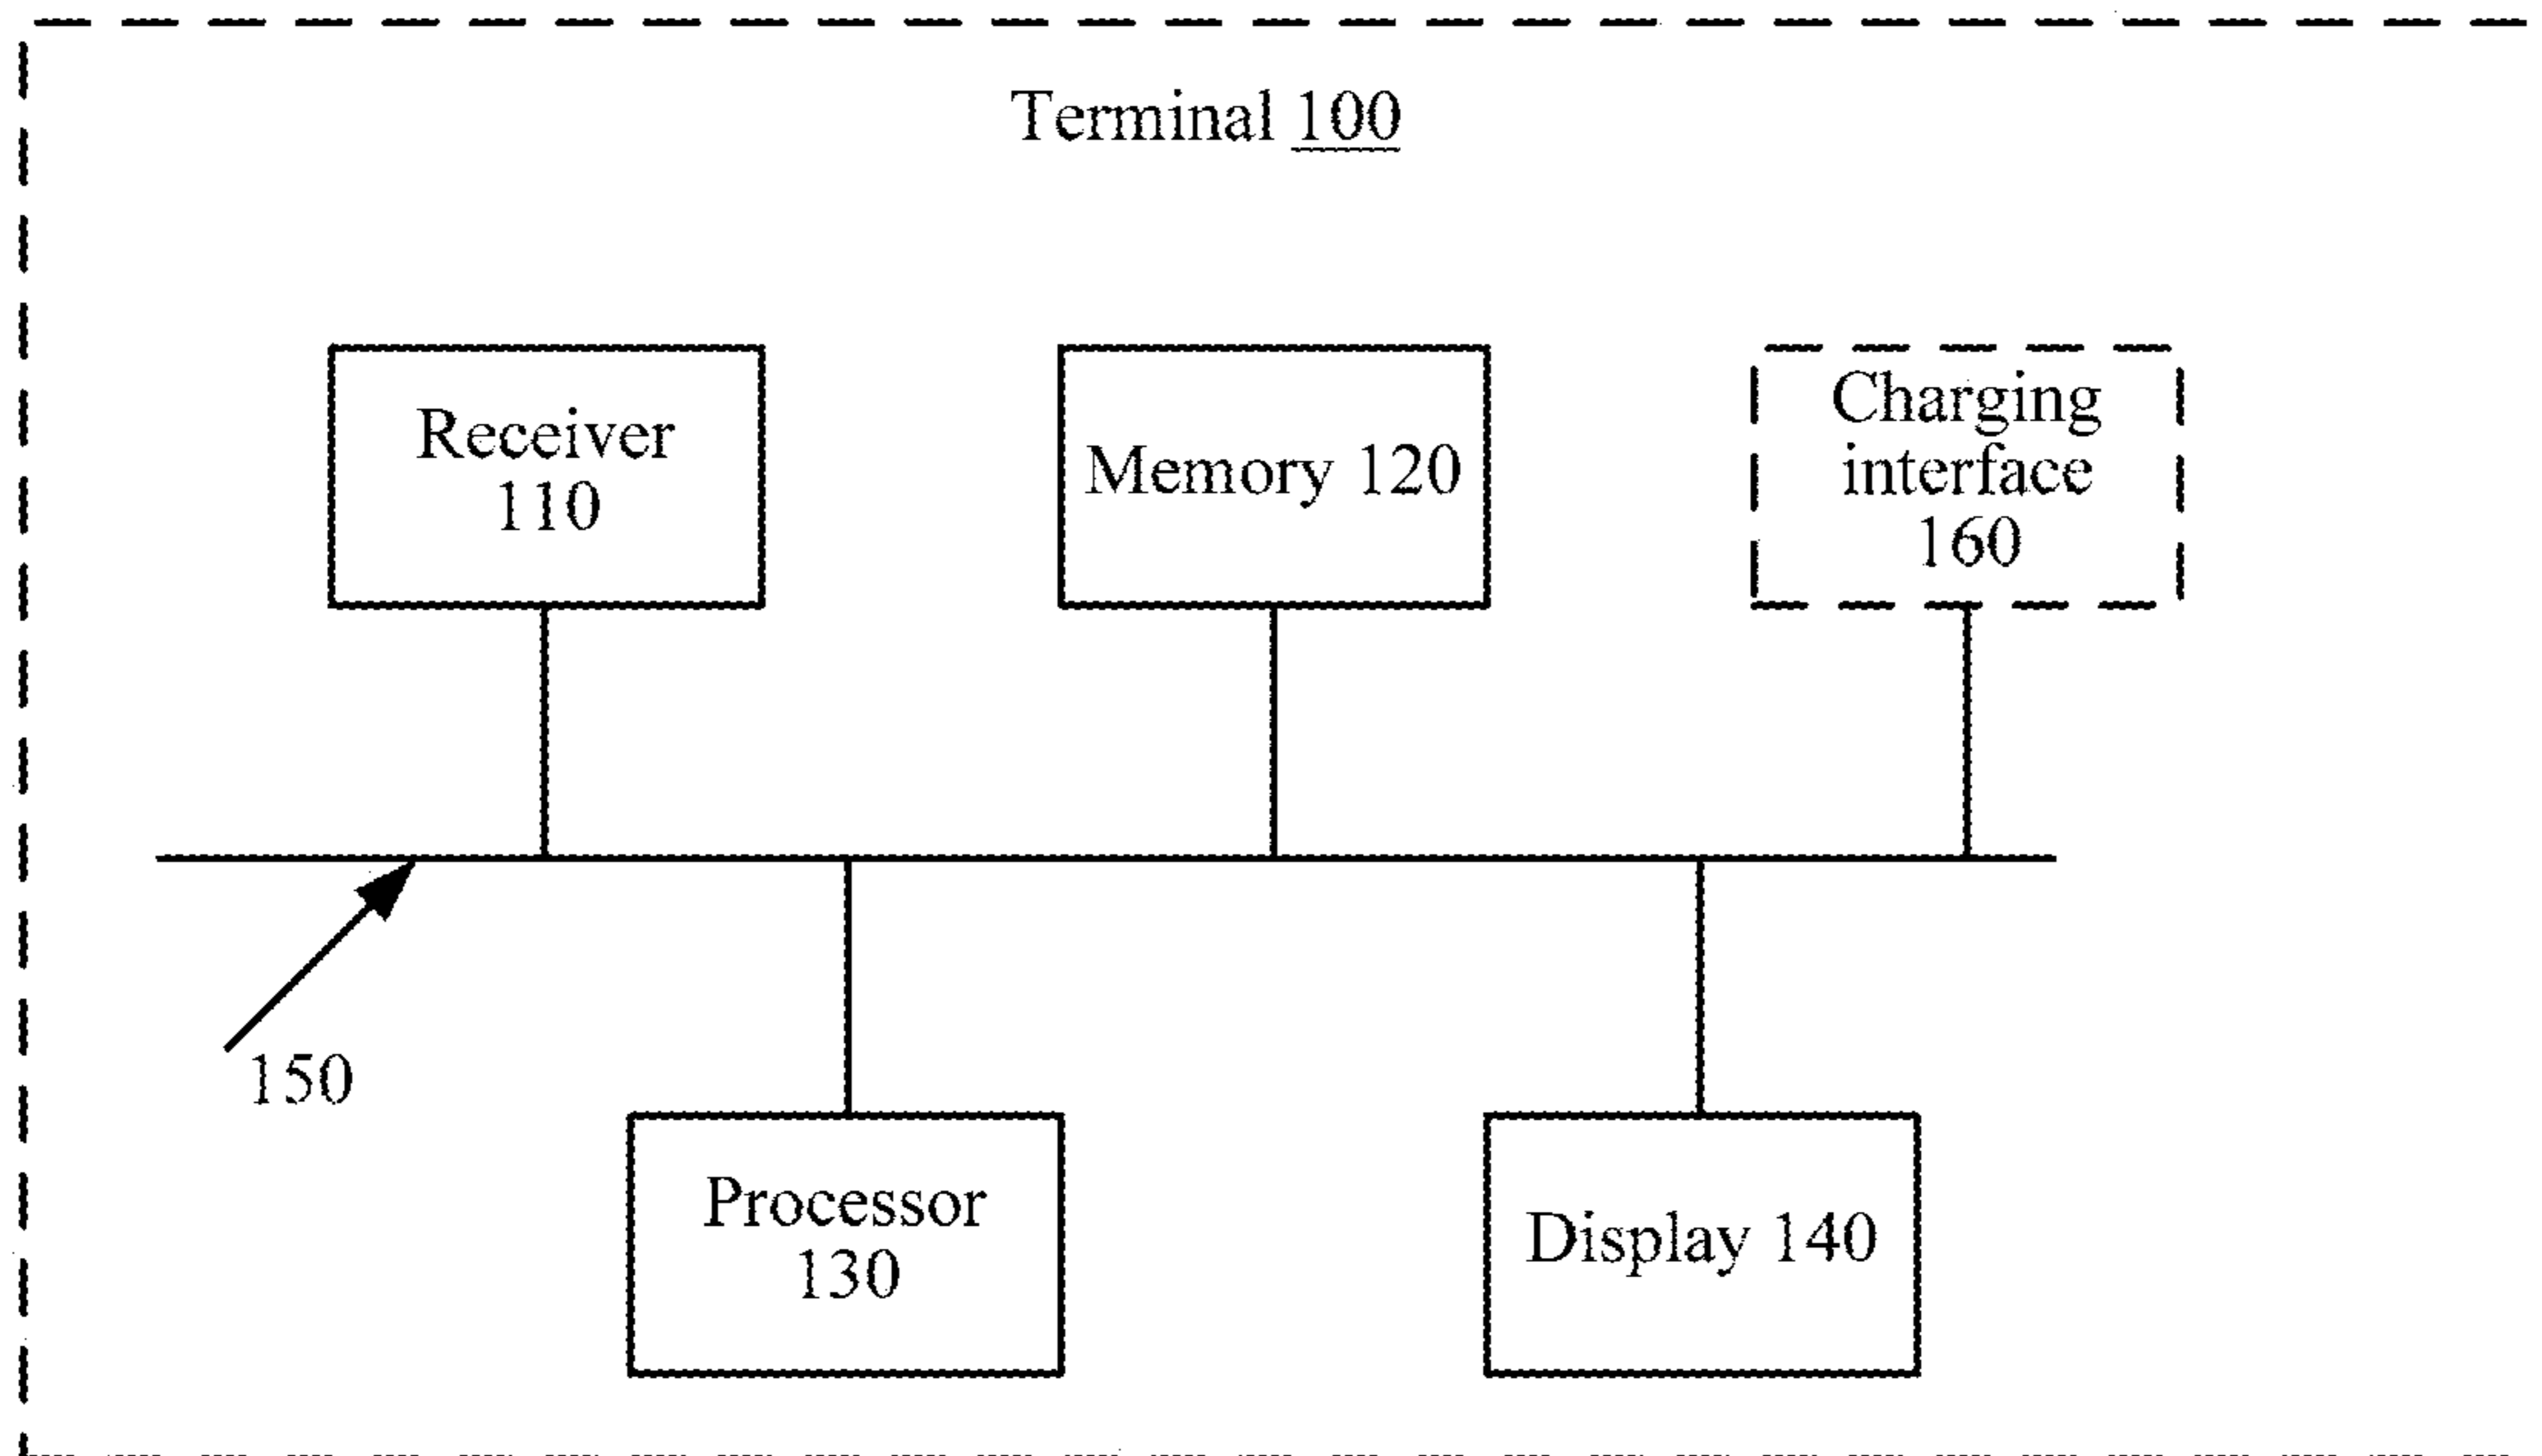 Terminal 100
Receiver
110
Memory 120
Charging
interface
160
150
Processor
130
Display 140